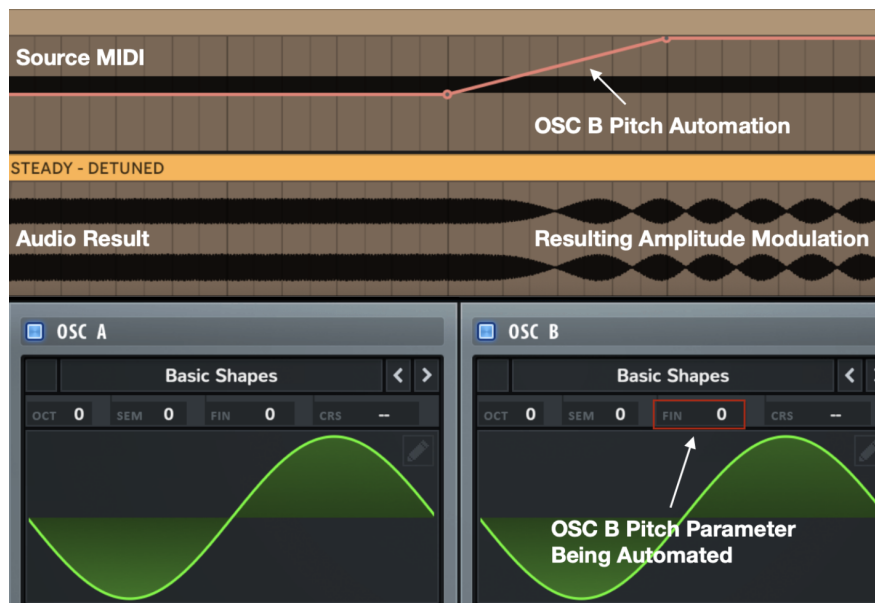 Source MIDI
OSC B Pitch Automation
STEADY - DETUNED
Audio Result
Resulting Amplitude Modulation
OSC A
OSC B
Basic Shapes
Basic Shapes
OCT 0 SEM 0 FIN 0 CRS --
OCT 0 SEM 0 FIN 0 CRS --
OSC B Pitch Parameter
Being Automated